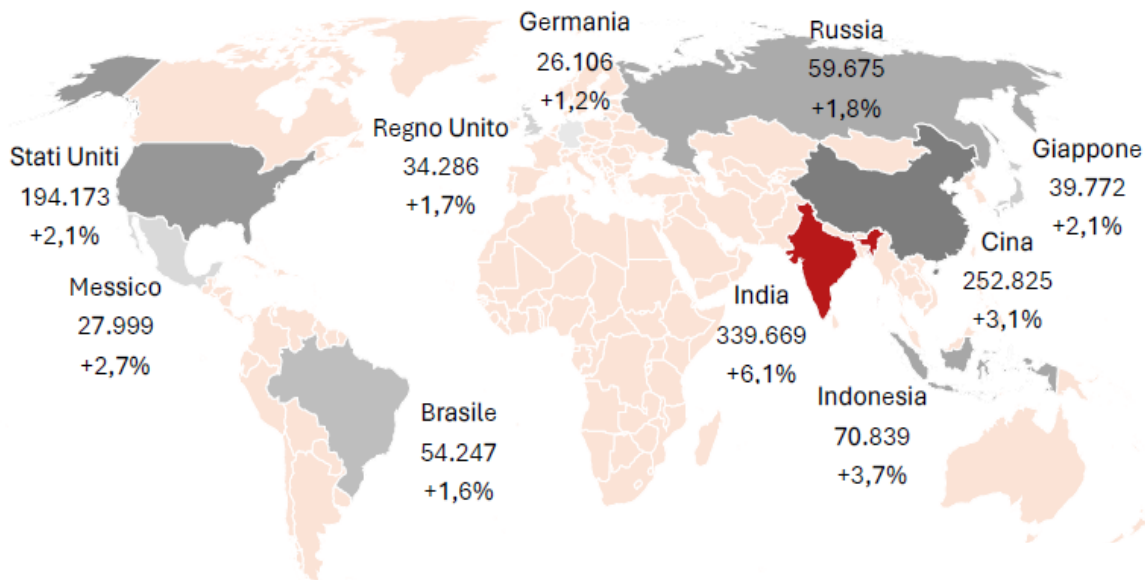 Germania
26.106
+1,2%
Russia
59.675
+1,8%
Regno Unito
34.286
+1,7%
Stati Uniti
194.173
+2,1%
Giappone
39.772
+2,1%
Cina
252.825
+3,1%
Messico
27.999
+2,7%
India
339.669
+6,1%
Indonesia
70.839
+3,7%
Brasile
54.247
+1,6%